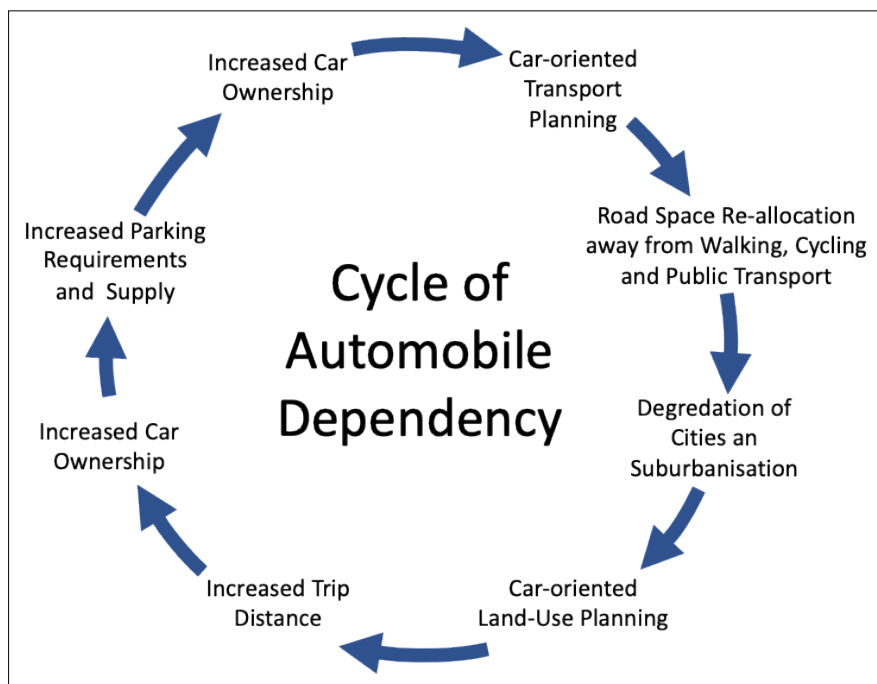 Cycle of
Automobile
Dependency
Increased Car
Ownership
Car-oriented
Transport
Planning
Road Space Re-allocation
away from Walking, Cycling
and Public Transport
Degredation of
Cities an
Suburbanisation
Car-oriented
Land-Use Planning
Increased Trip
Distance
Increased Car
Ownership
Increased Parking
Requirements
and Supply